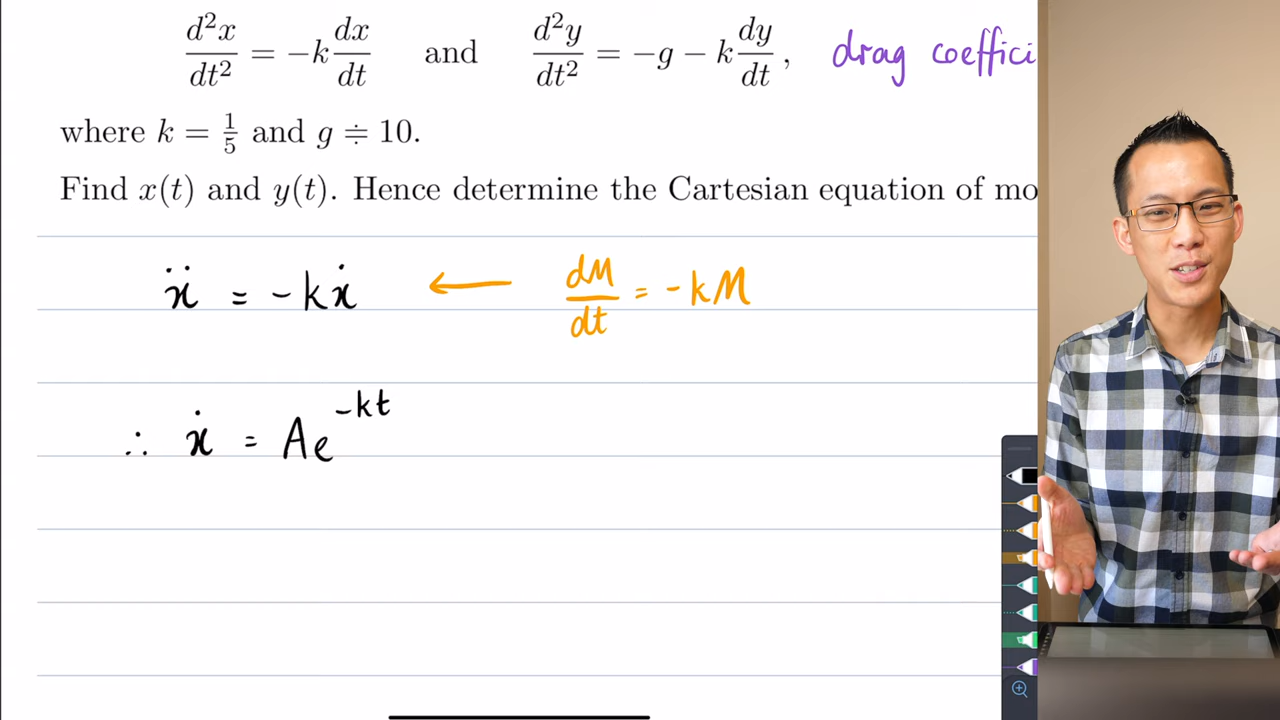 d²x/dt² = −k dx/dt and d²y/dt² = −g − k dy/dt , drag coeffici
where k = 1/5 and g ≑ 10.
Find x(t) and y(t). Hence determine the Cartesian equation of mo
ẍ = -kẋ ← dM/dt = -kM
∴ ẋ = Ae^-kt